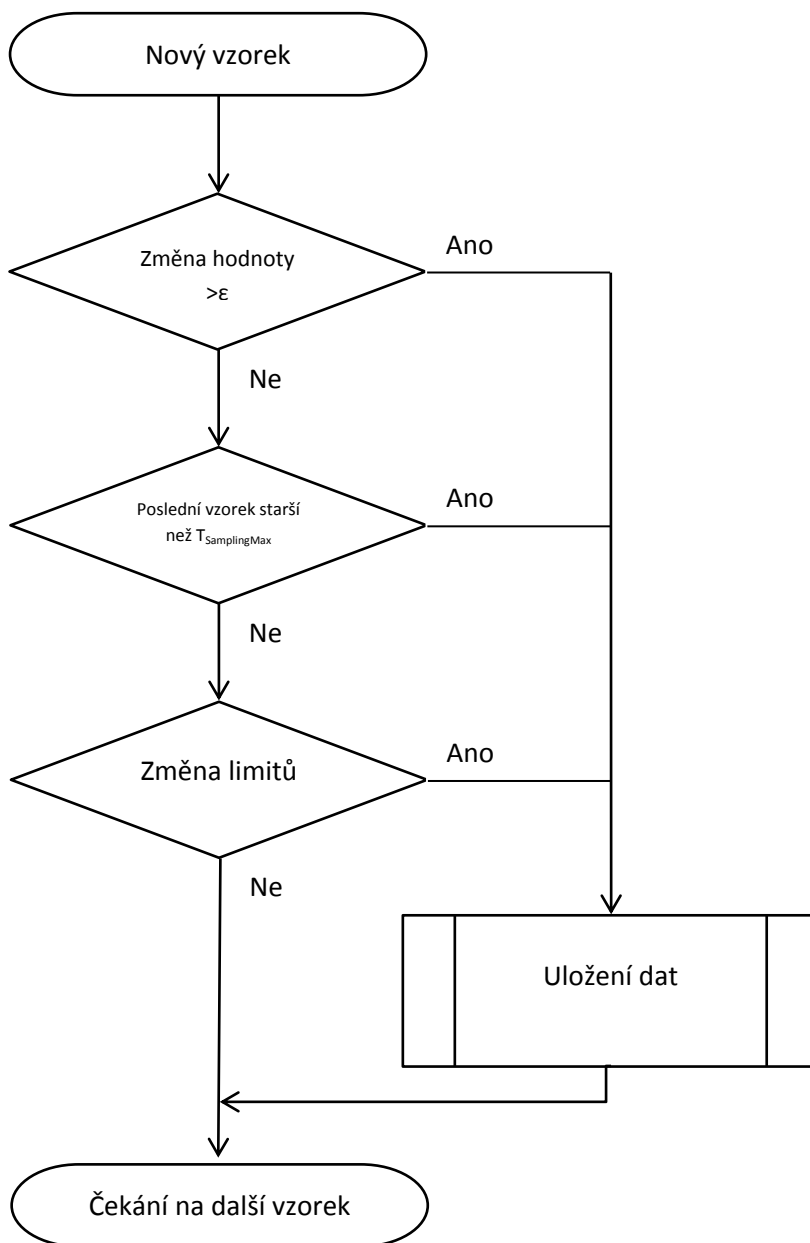 Nový vzorek
Změna hodnoty
>ε
Ano
Ne
Poslední vzorek starší
než TSamplingMax
Ano
Ne
Změna limitů
Ano
Ne
Uložení dat
Čekání na další vzorek